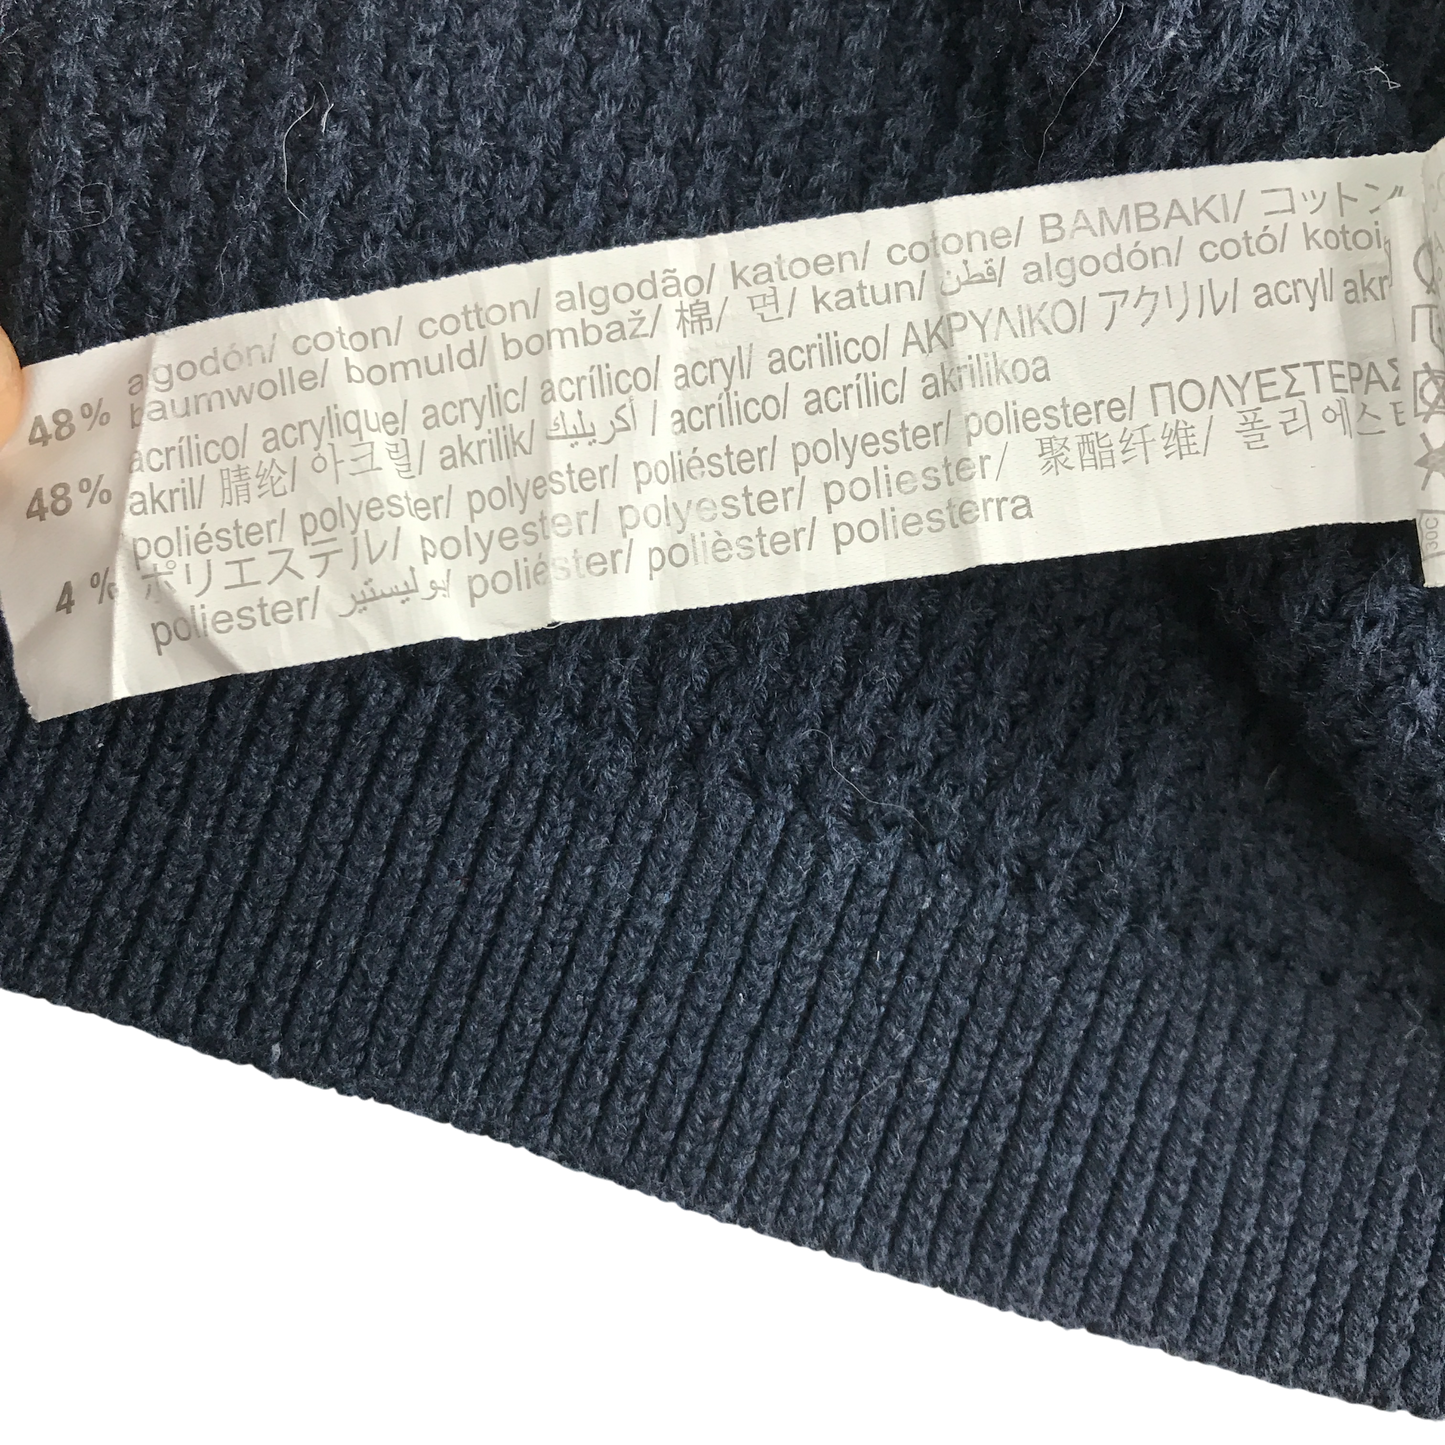 48% algodón/ coton/ cotton/ algodão/ katoen/ cotone/ BAMBAKI/ コットン
baumwolle/ bomuld/ bombaž/ 棉/ 면/ katun/ قطن/ algodón/ cotó/ kotoi
48% acrílico/ acrylique/ acrylic/ acrílico/ acryl/ acrilico/ ΑΚΡΥΛΙΚΟ/ アクリル/ acryl/ akr
akril/ 腈纶/ 아크릴/ akrilik/ أكريليك/ acrílico/ acrílic/ akrilikoa
4 % poliéster/ polyester/ polyester/ poliéster/ polyester/ poliestere/ ΠΟΛΥΕΣΤΕΡΑΣ
ポリエステル/ polyester/ polyester/ poliester/ 聚酯纤维/ 폴리에스터
poliester/ بوليستير/ poliéster/ polièster/ poliesterra
30C